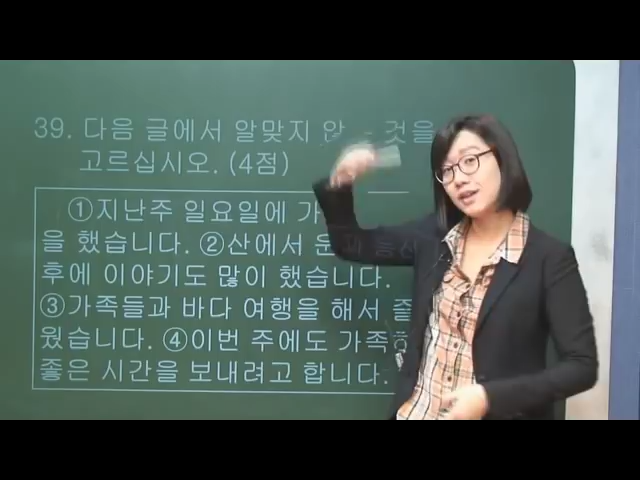 39. 다음 글에서 알맞지 것을
고르십시오. (4점)
①지난주 일요일에
을 했습니다. ②산에서
후에 이야기도 많이 했습니다.
③가족들과 바다 여행을 해서
웠습니다. ④이번 주에도
좋은 시간을 보내려고 합니다.